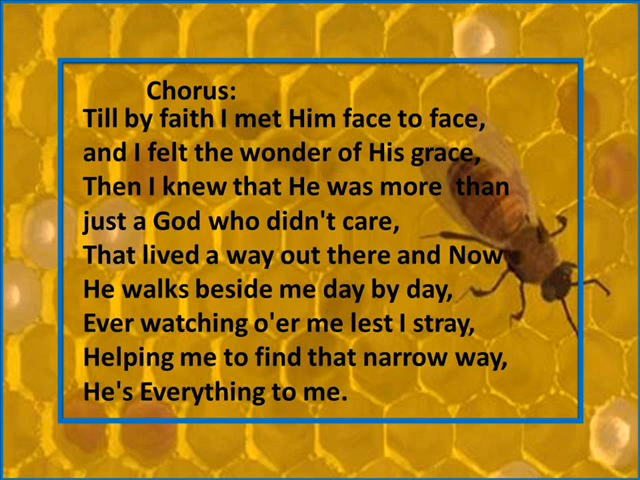 Chorus:
Till by faith I met Him face to face,
and I felt the wonder of His grace,
Then I knew that He was more  than
just a God who didn't care,
That lived a way out there and Now
He walks beside me day by day,
Ever watching o'er me lest I stray,
Helping me to find that narrow way,
He's Everything to me.